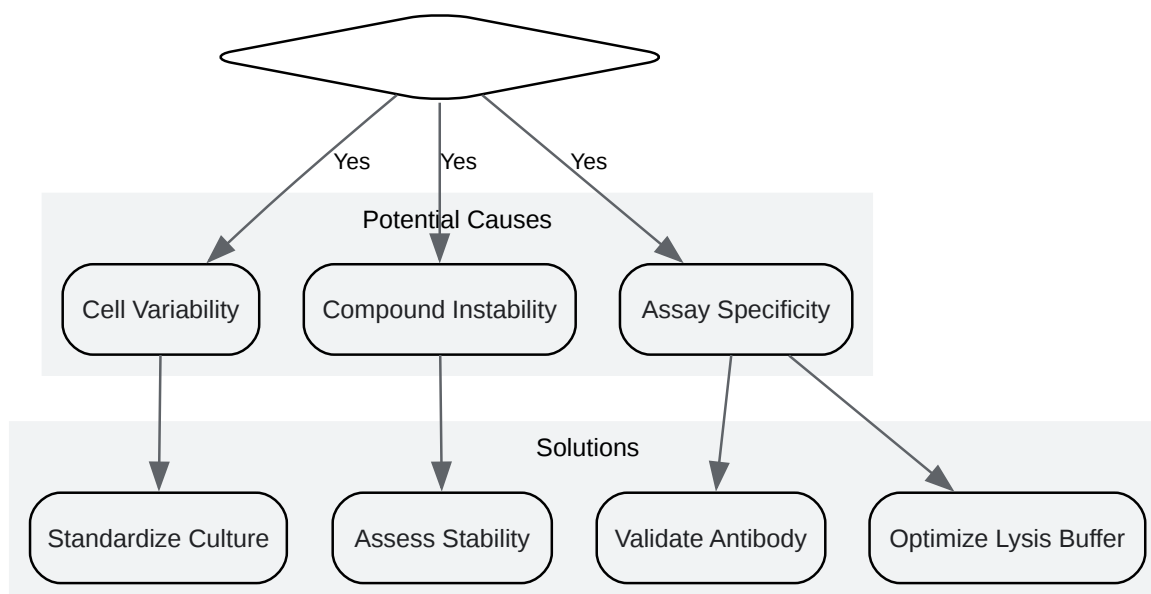 Yes
Yes
Yes
Potential Causes
Cell Variability
Compound Instability
Assay Specificity
Solutions
Standardize Culture
Assess Stability
Validate Antibody
Optimize Lysis Buffer